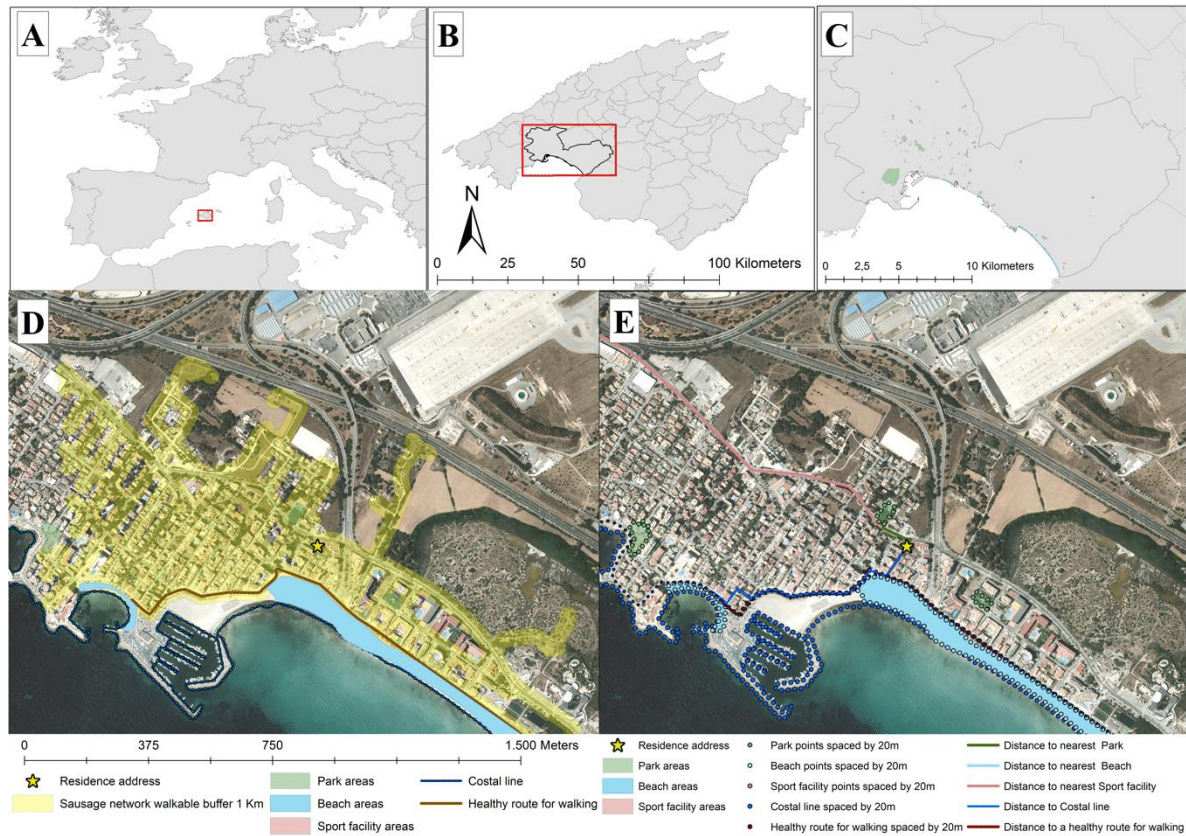 A
B
C
N
0 25 50 100 Kilometers
0 2,5 5 10 Kilometers
D
E
0 375 750 1.500 Meters
Residence address
Sausage network walkable buffer 1 Km
Park areas
Beach areas
Sport facility areas
Costal line
Healthy route for walking
Residence address
Park areas
Beach areas
Sport facility areas
Park points spaced by 20m
Beach points spaced by 20m
Sport facility points spaced by 20m
Costal line spaced by 20m
Healthy route for walking spaced by 20m
Distance to nearest Park
Distance to nearest Beach
Distance to nearest Sport facility
Distance to Costal line
Distance to a healthy route for walking